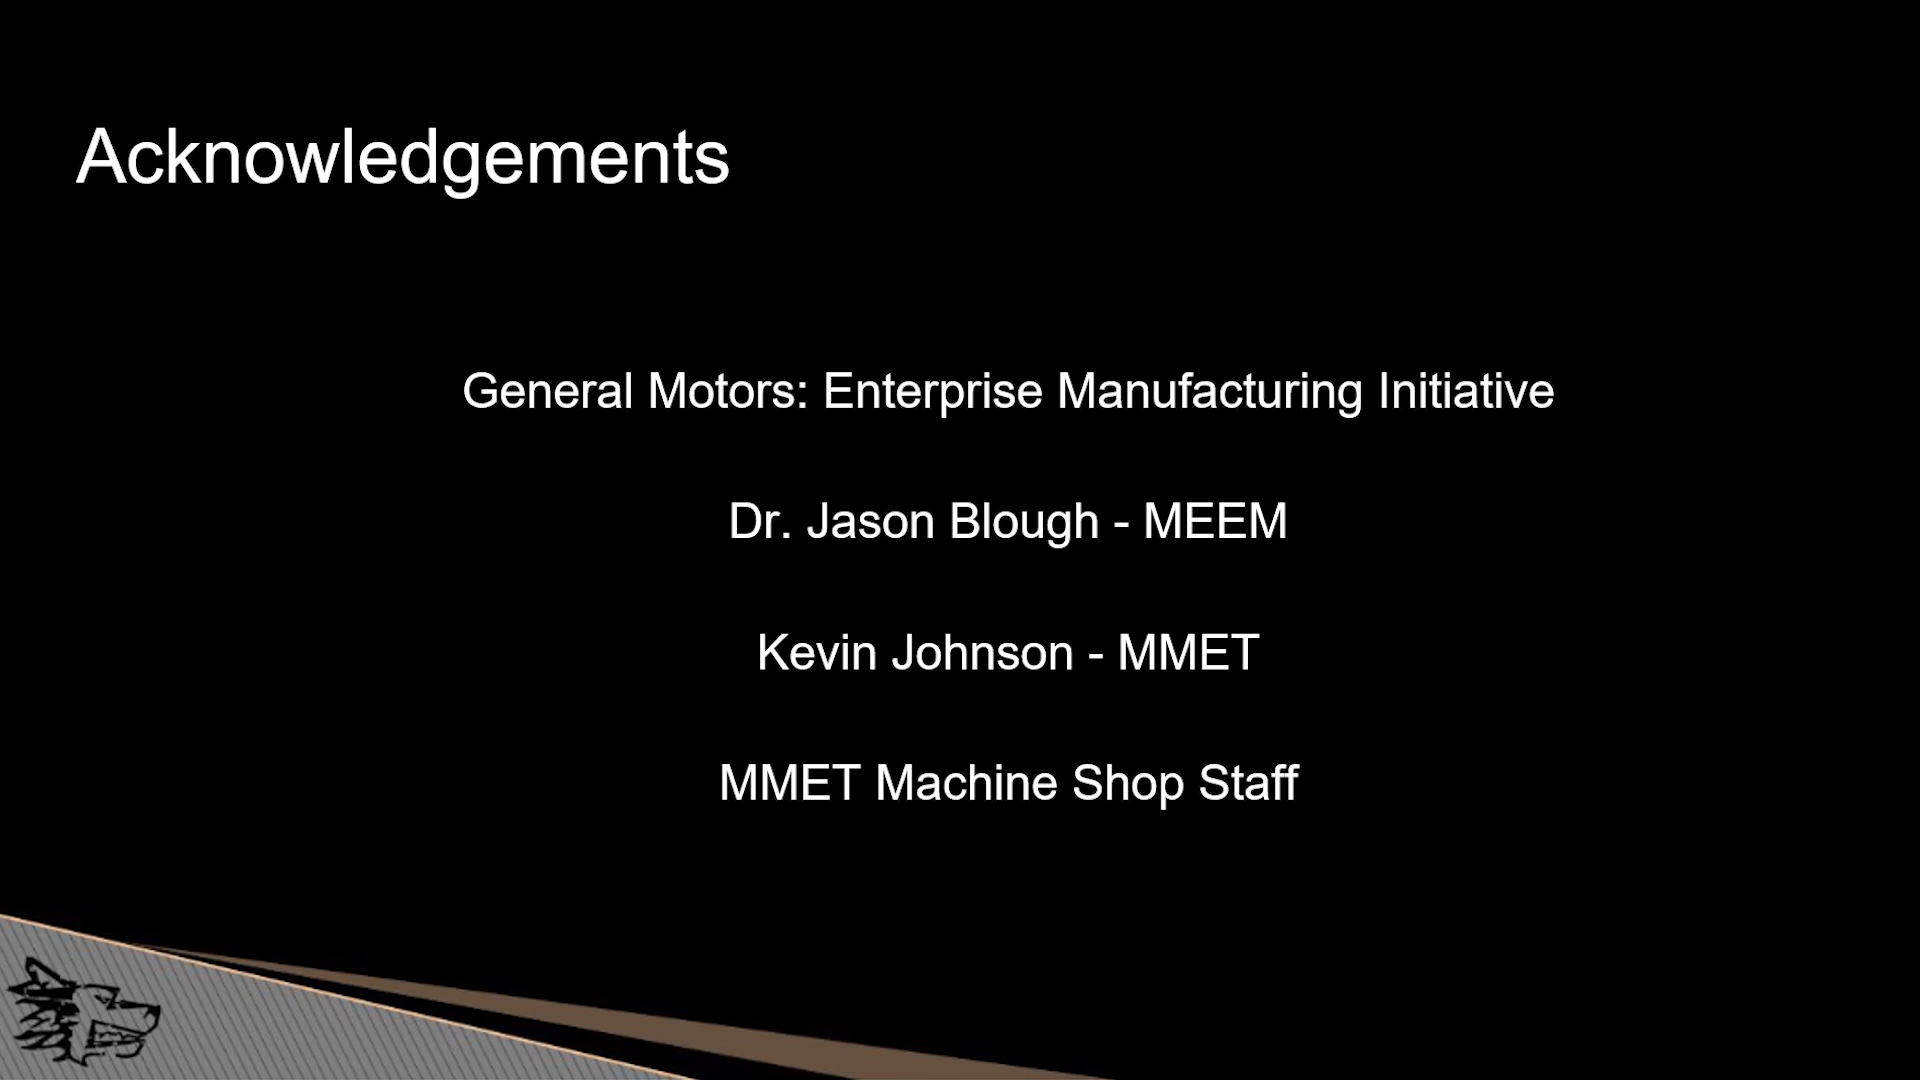 Acknowledgements
General Motors: Enterprise Manufacturing Initiative
Dr. Jason Blough - MEEM
Kevin Johnson - MMET
MMET Machine Shop Staff